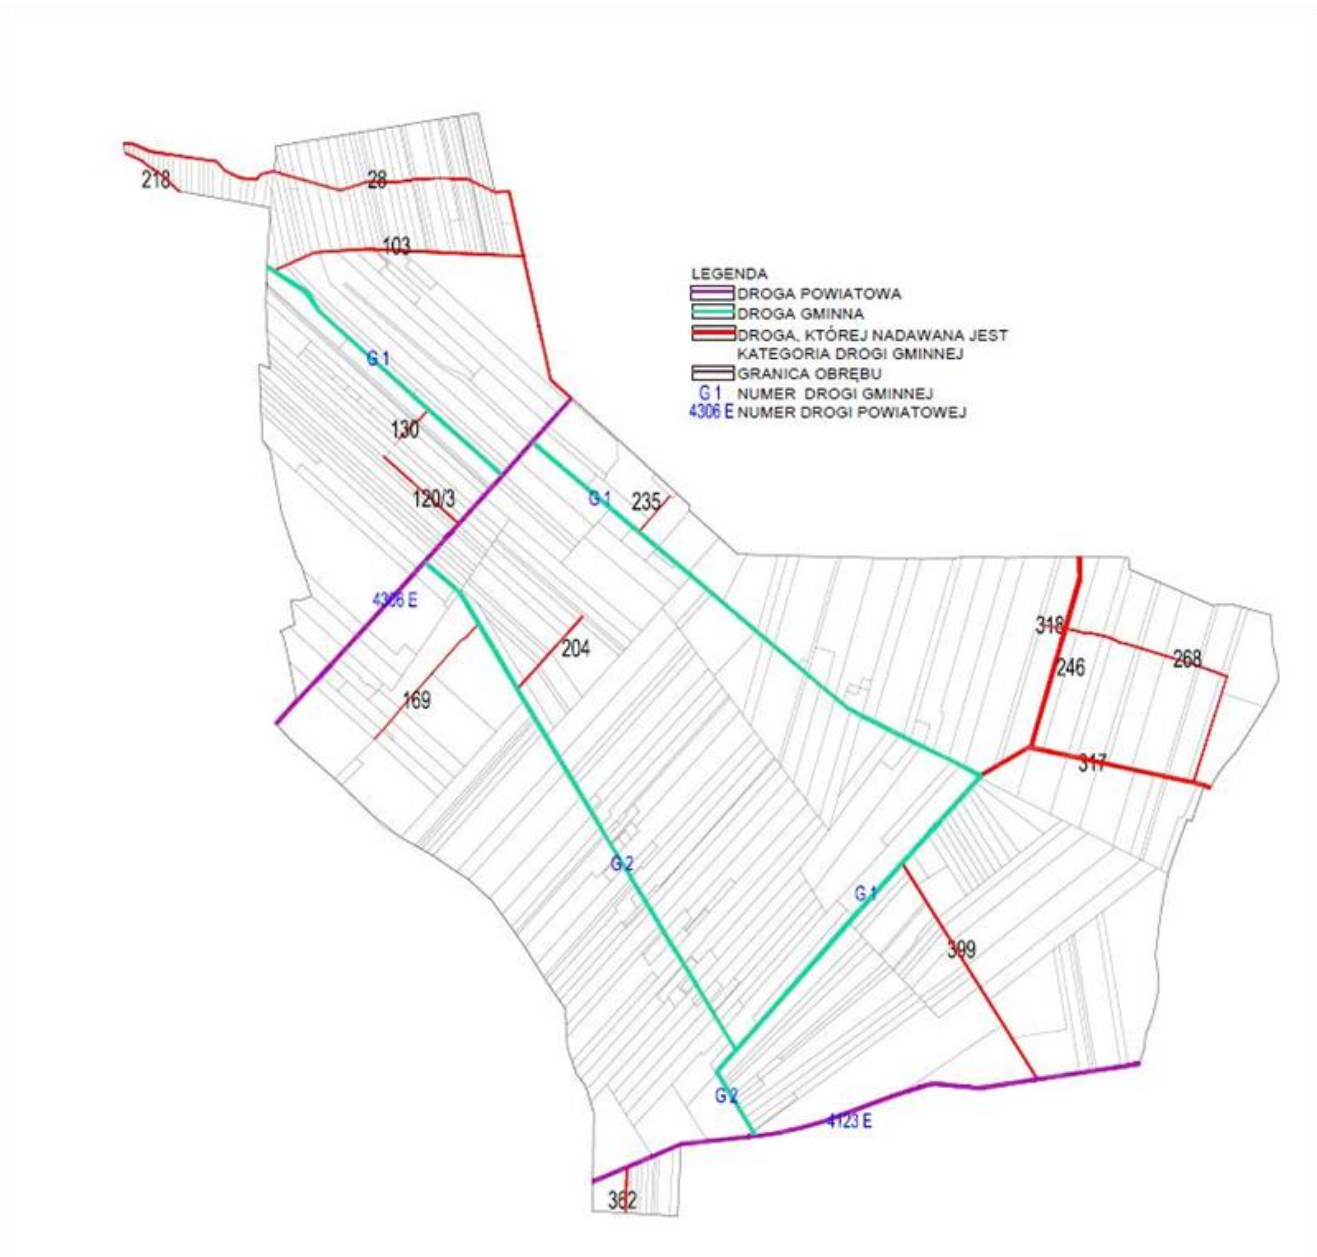 218
28
103
LEGENDA
DROGA POWIATOWA
DROGA GMINNA
DROGA, KTÓREJ NADAWANA JEST
KATEGORIA DROGI GMINNEJ
GRANICA OBRĘBU
G 1 NUMER DROGI GMINNEJ
4306 E NUMER DROGI POWIATOWEJ
G 1
130
120/3
G 1
235
4306 E
204
169
318
246
268
317
G 2
G 1
399
G 2
4123 E
362